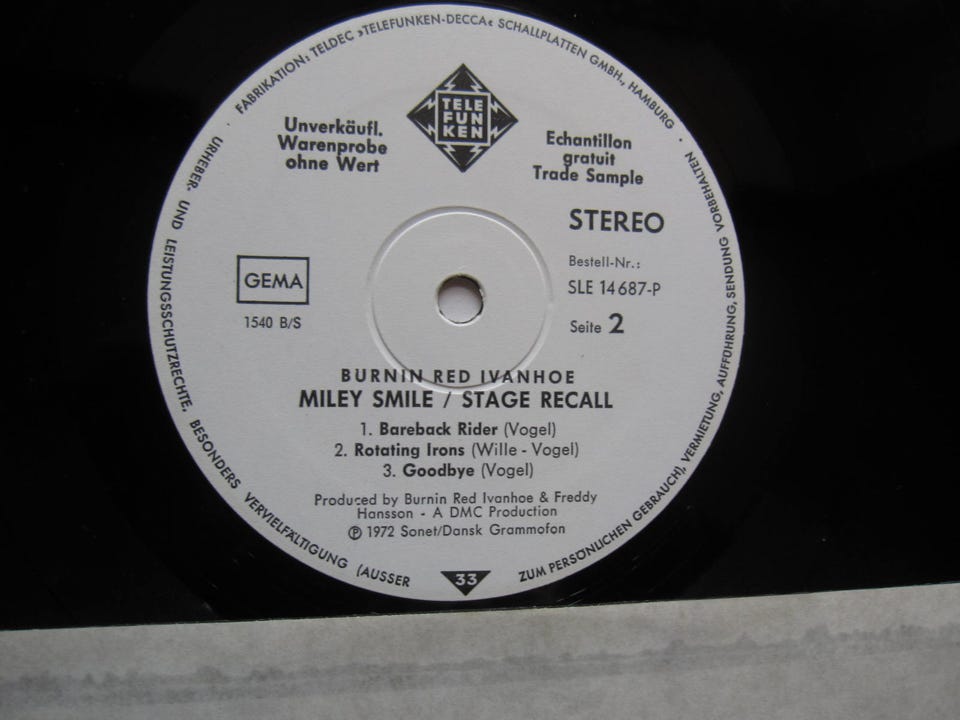 FABRIKATION: TELDEC »TELEFUNKEN-DECCA« SCHALLPLATTEN GMBH., HAMBURG ·
URHEBER- UND LEISTUNGSSCHUTZRECHTE, BESONDERS VERVIELFÄLTIGUNG (AUSSER
ZUM PERSÖNLICHEN GEBRAUCH), VERMIETUNG, AUFFÜHRUNG, SENDUNG VORBEHALTEN ·
TELE
FUN
KEN
Unverkäufl.
Warenprobe
ohne Wert
Echantillon
gratuit
Trade Sample
STEREO
GEMA
1540 B/S
Bestell-Nr.:
SLE 14687-P
Seite 2
BURNIN RED IVANHOE
MILEY SMILE / STAGE RECALL
1. Bareback Rider (Vogel)
2. Rotating Irons (Wille - Vogel)
3. Goodbye (Vogel)
Produced by Burnin Red Ivanhoe & Freddy
Hansson - A DMC Production
℗ 1972 Sonet/Dansk Grammofon
33